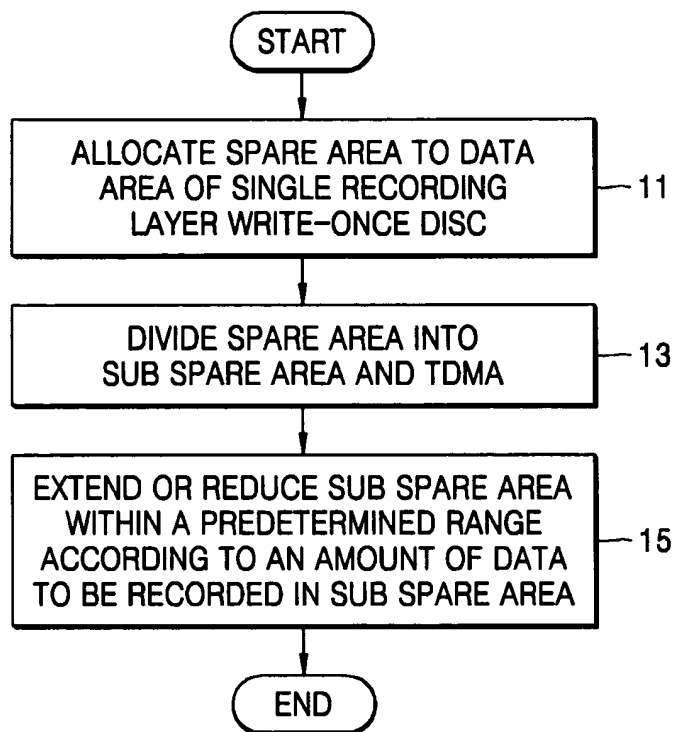 START
ALLOCATE SPARE AREA TO DATA
AREA OF SINGLE RECORDING
LAYER WRITE-ONCE DISC
11
DIVIDE SPARE AREA INTO
SUB SPARE AREA AND TDMA
13
EXTEND OR REDUCE SUB SPARE AREA
WITHIN A PREDETERMINED RANGE
ACCORDING TO AN AMOUNT OF DATA
TO BE RECORDED IN SUB SPARE AREA
15
END